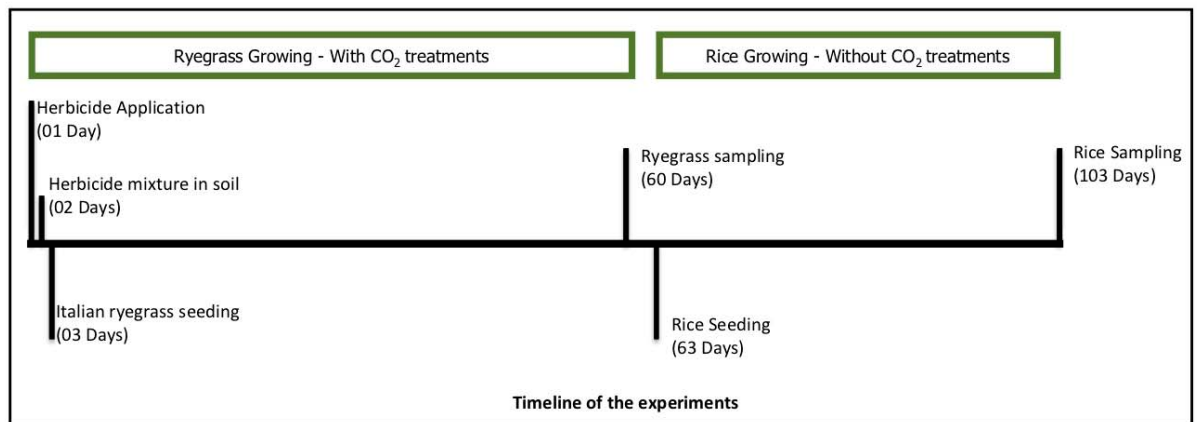 Ryegrass Growing - With CO₂ treatments
Rice Growing - Without CO₂ treatments
Herbicide Application
(01 Day)
Herbicide mixture in soil
(02 Days)
Ryegrass sampling
(60 Days)
Rice Sampling
(103 Days)
Italian ryegrass seeding
(03 Days)
Rice Seeding
(63 Days)
Timeline of the experiments